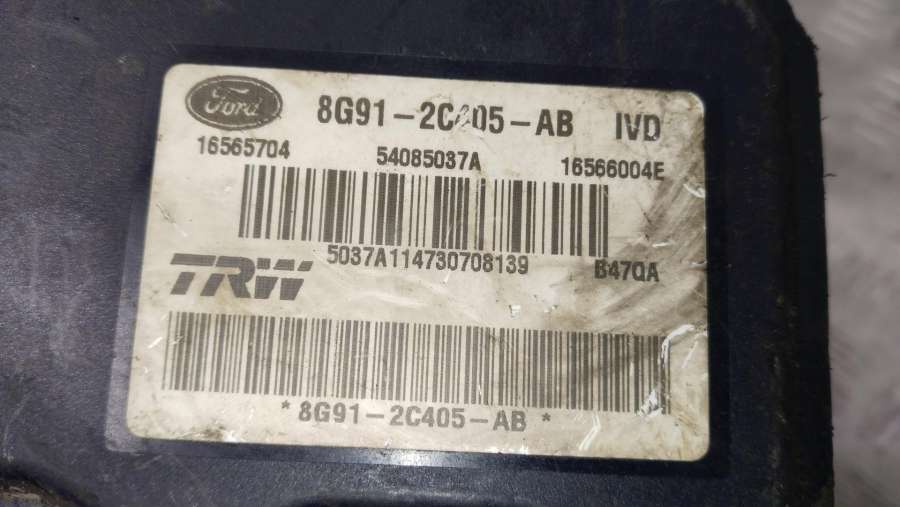 Ford 8G91-2C405-AB IVD
16565704 54085037A 16566004E
5037A114730708139 B47QA
TRW
*8G91-2C405-AB*